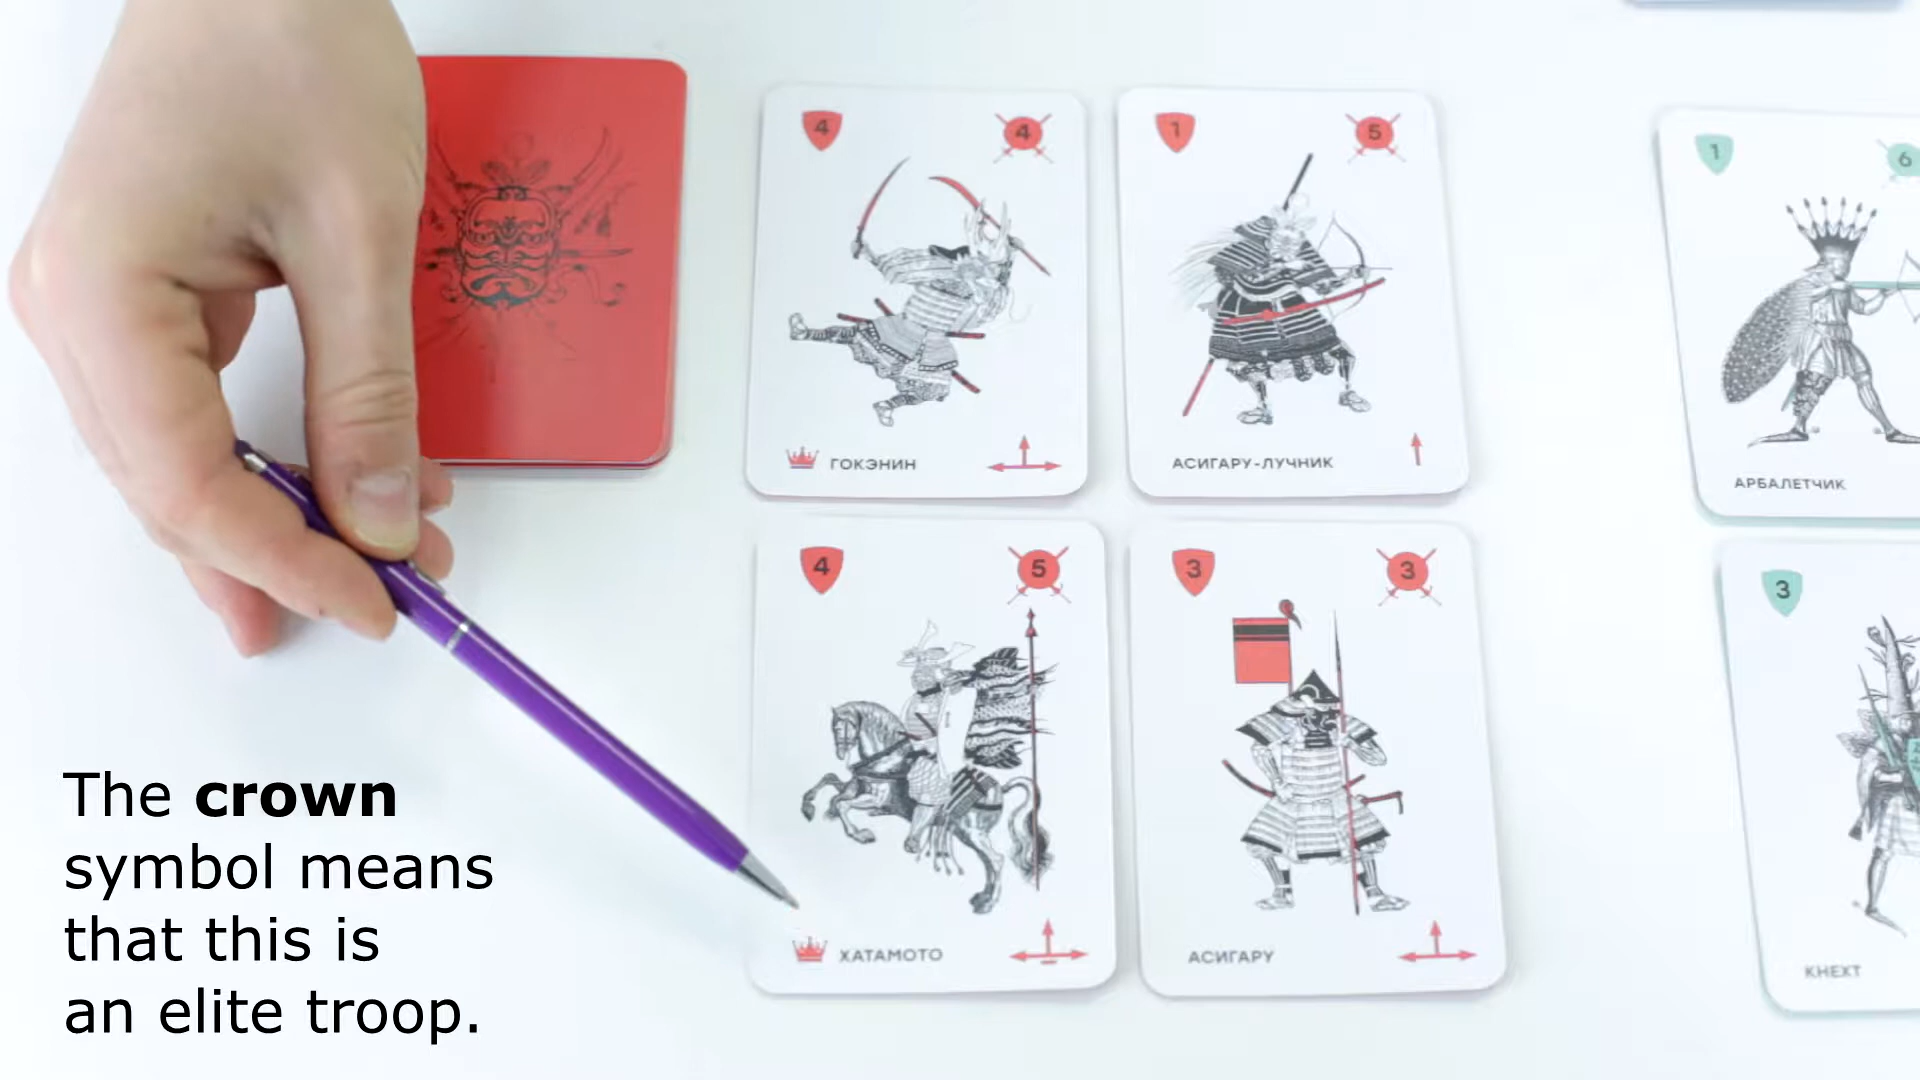 4 4
ГОКЭНИН
1 5
АСИГАРУ-ЛУЧНИК
1 6
АРБАЛЕТЧИК
4 5
ХАТАМОТО
3 3
АСИГАРУ
3
КНЕХТ
The crown
symbol means
that this is
an elite troop.